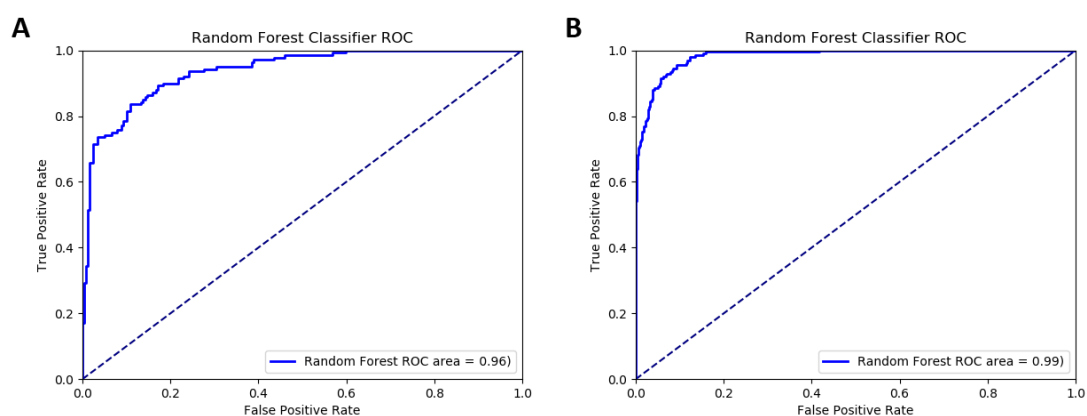 A
Random Forest Classifier ROC
1.0
0.8
0.6
0.4
0.2
0.0
True Positive Rate
0.0 0.2 0.4 0.6 0.8 1.0
False Positive Rate
Random Forest ROC area = 0.96)
B
Random Forest Classifier ROC
1.0
0.8
0.6
0.4
0.2
0.0
True Positive Rate
0.0 0.2 0.4 0.6 0.8 1.0
False Positive Rate
Random Forest ROC area = 0.99)